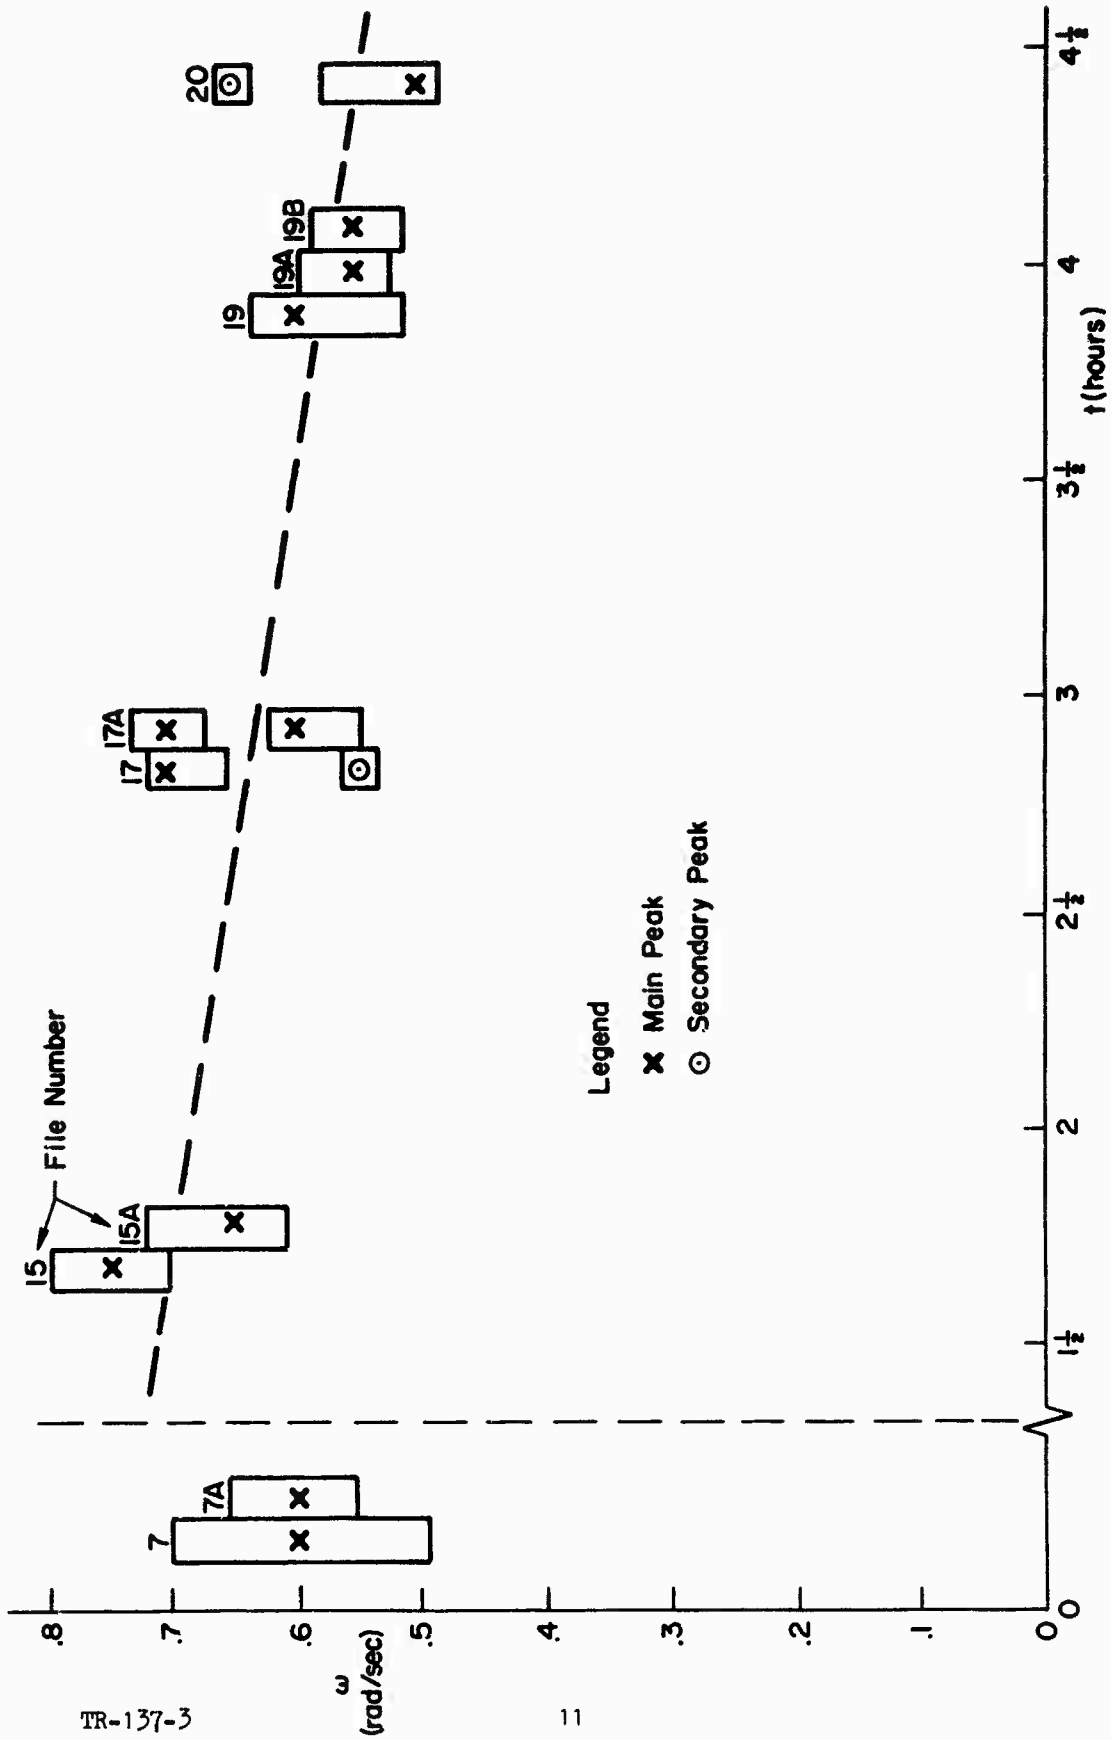 ω
(rad/sec)
.8
.7
.6
.5
.4
.3
.2
.1
0
0
1½
2
2½
3
3½
4
4½
t(hours)
7
7A
15
15A
File Number
17
17A
19
19A
19B
20
Legend
x Main Peak
⊙ Secondary Peak
TR-137-3
11